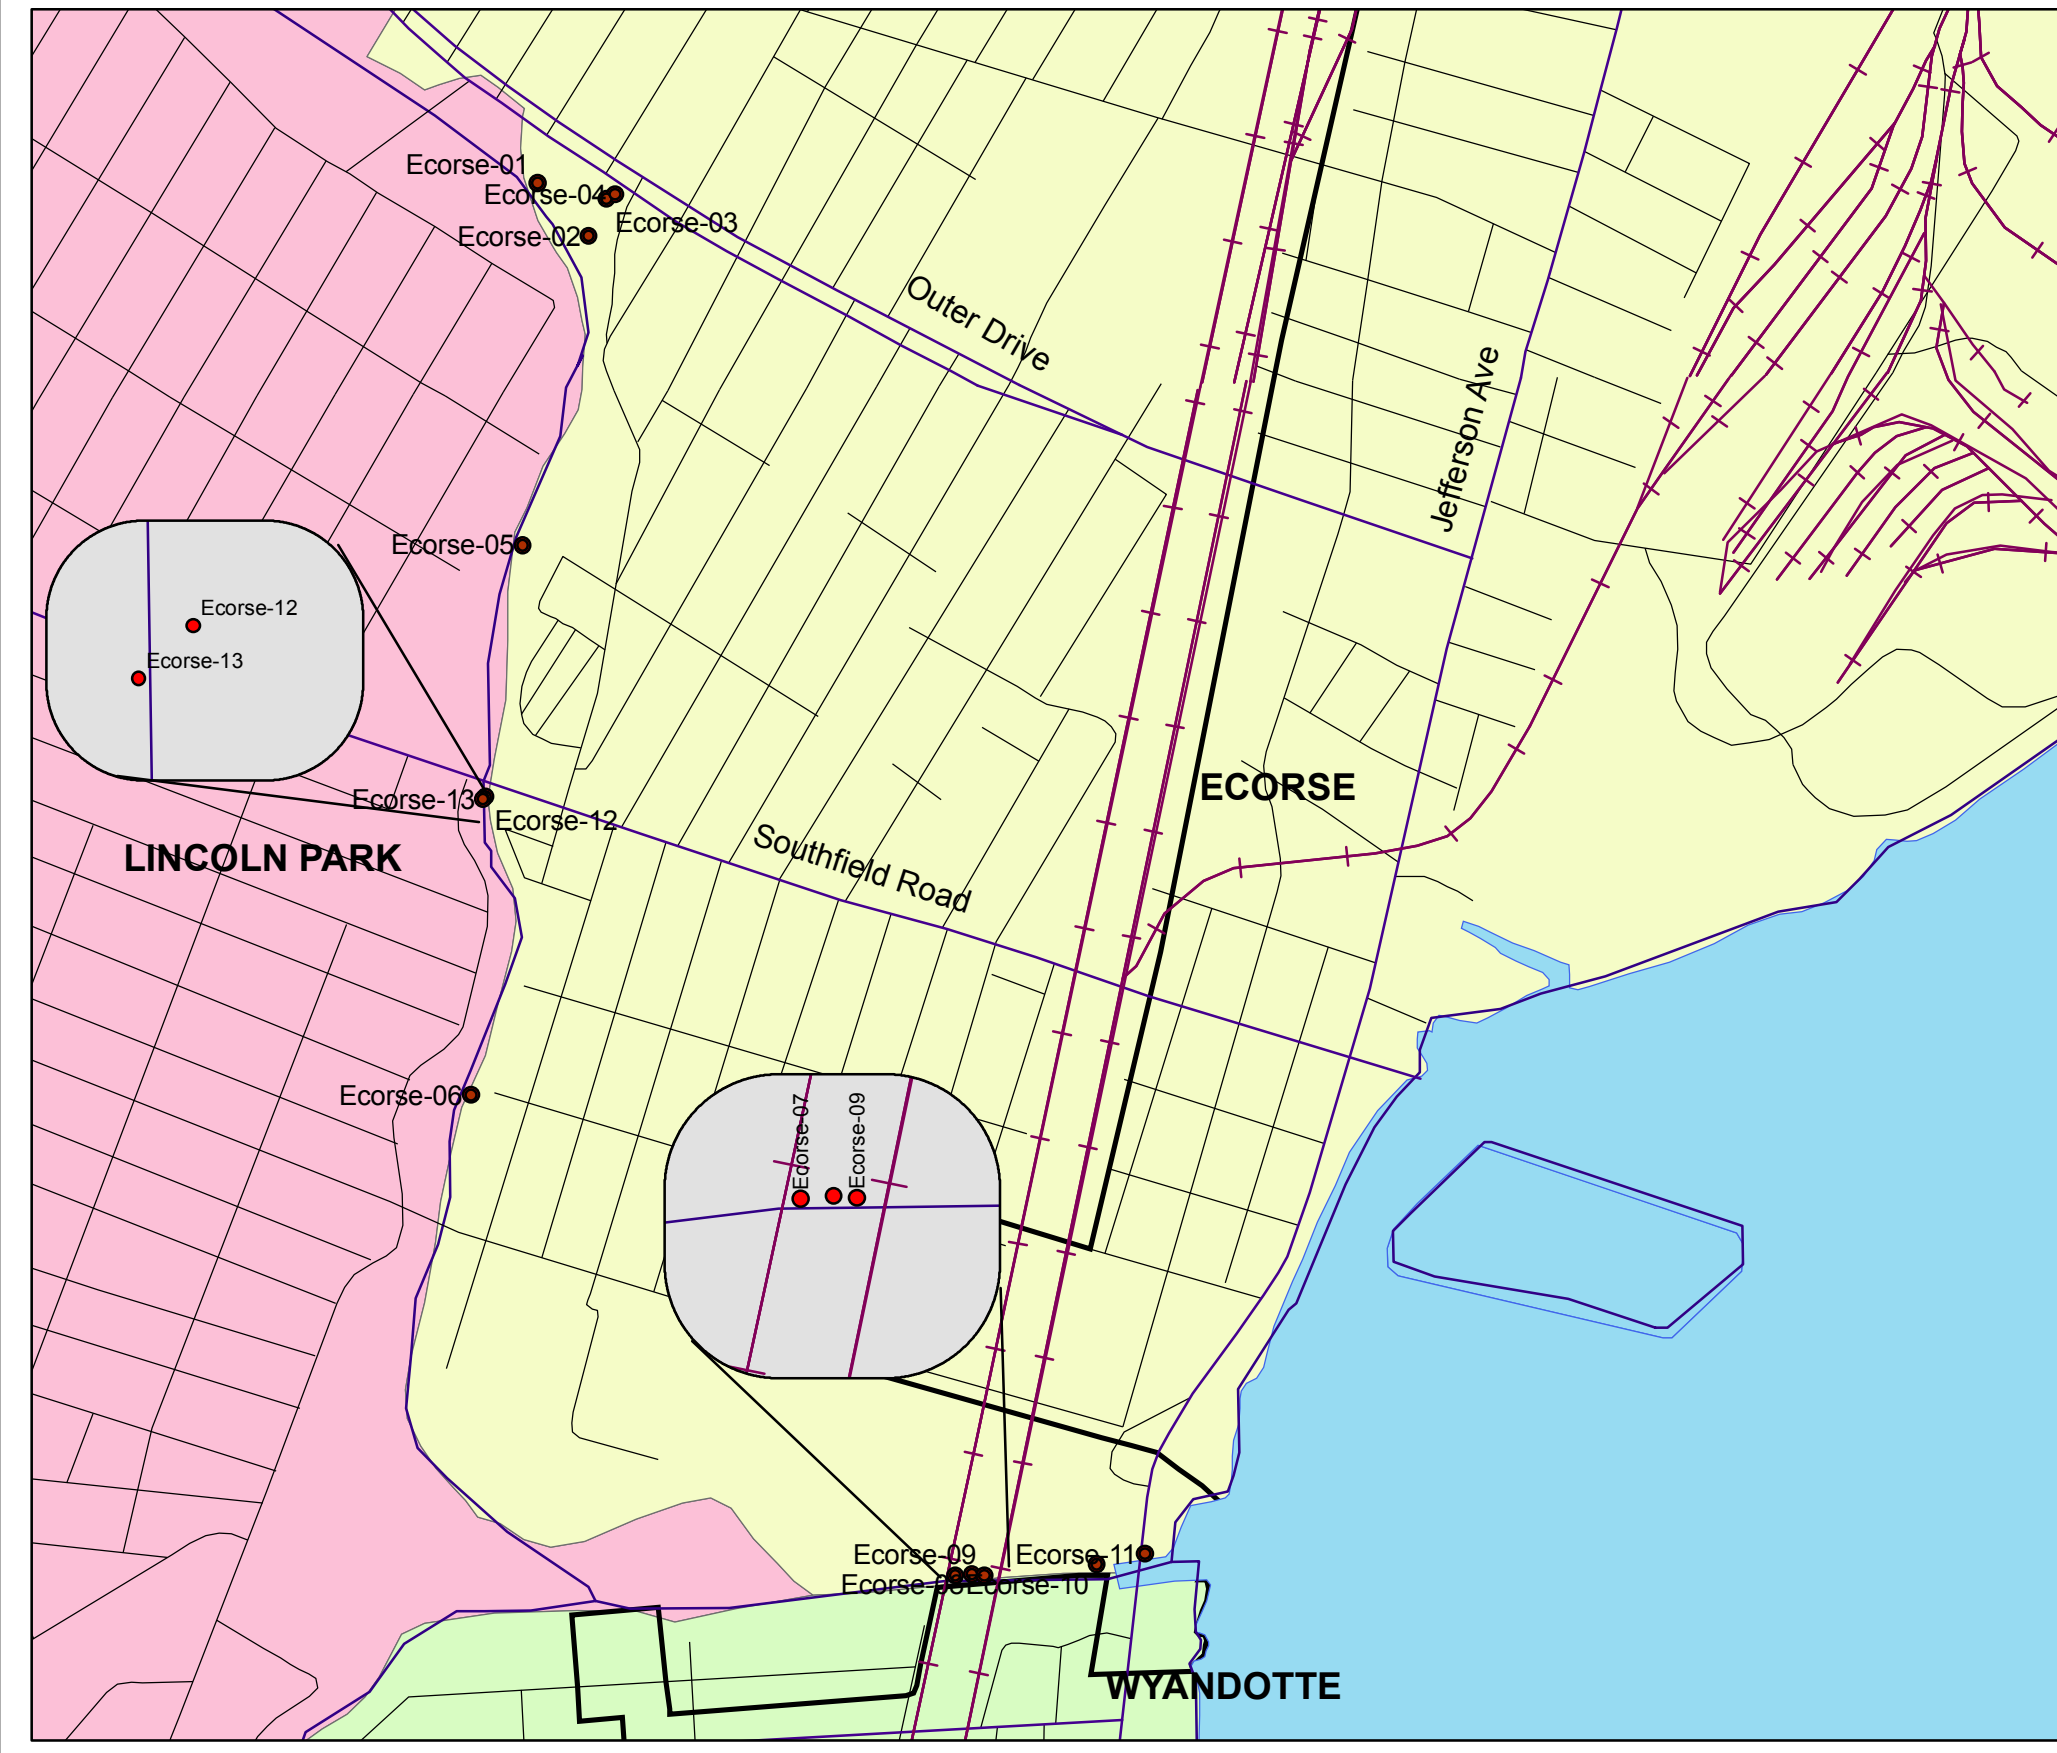 Ecorse-01
Ecorse-04
Ecorse-03
Ecorse-02
Outer Drive
Jefferson Ave
Ecorse-05
Ecorse-12
Ecorse-13
ECORSE
Ecorse-13
Ecorse-12
LINCOLN PARK
Southfield Road
Ecorse-06
Ecorse-07
Ecorse-09
Ecorse-09
Ecorse-11
Ecorse-10
WYANDOTTE